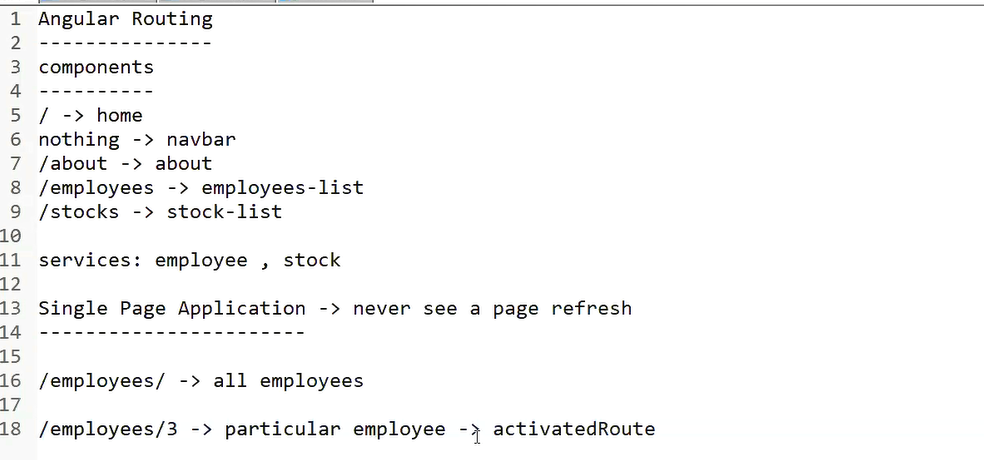 1 Angular Routing
2 ---------------
3 components
4 ----------
5 / -> home
6 nothing -> navbar
7 /about -> about
8 /employees -> employees-list
9 /stocks -> stock-list
10
11 services: employee , stock
12
13 Single Page Application -> never see a page refresh
14 -----------------------
15
16 /employees/ -> all employees
17
18 /employees/3 -> particular employee -> activatedRoute